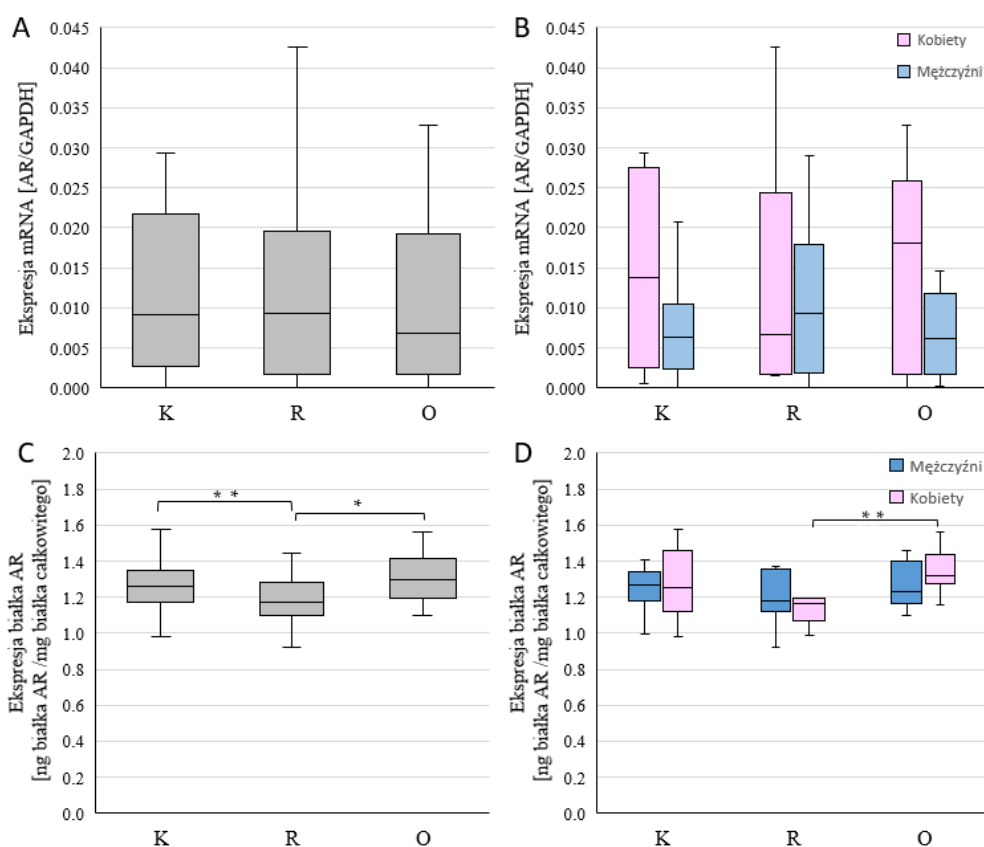 A
Ekspresja mRNA [AR/GAPDH]
0.045
0.040
0.035
0.030
0.025
0.020
0.015
0.010
0.005
0.000
K R O
B
Kobiety
Mężczyźni
Ekspresja mRNA [AR/GAPDH]
0.045
0.040
0.035
0.030
0.025
0.020
0.015
0.010
0.005
0.000
K R O
C
Ekspresja białka AR
[ng białka AR /mg białka całkowitego]
2.0
1.8
1.6
1.4
1.2
1.0
0.8
0.6
0.4
0.2
0.0
* *
*
K R O
D
Mężczyźni
Kobiety
Ekspresja białka AR
[ng białka AR /mg białka całkowitego]
2.0
1.8
1.6
1.4
1.2
1.0
0.8
0.6
0.4
0.2
0.0
* *
K R O